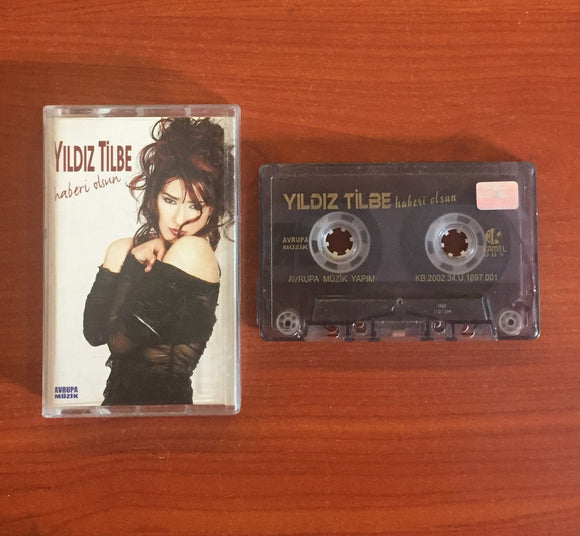 YILDIZ TİLBE
haberi olsun
AVRUPA
MÜZİK
YILDIZ TİLBE haberi olsun
AVRUPA
MÜZİK
AVRUPA MÜZİK YAPIM
KB.2002.34.U.1697.001